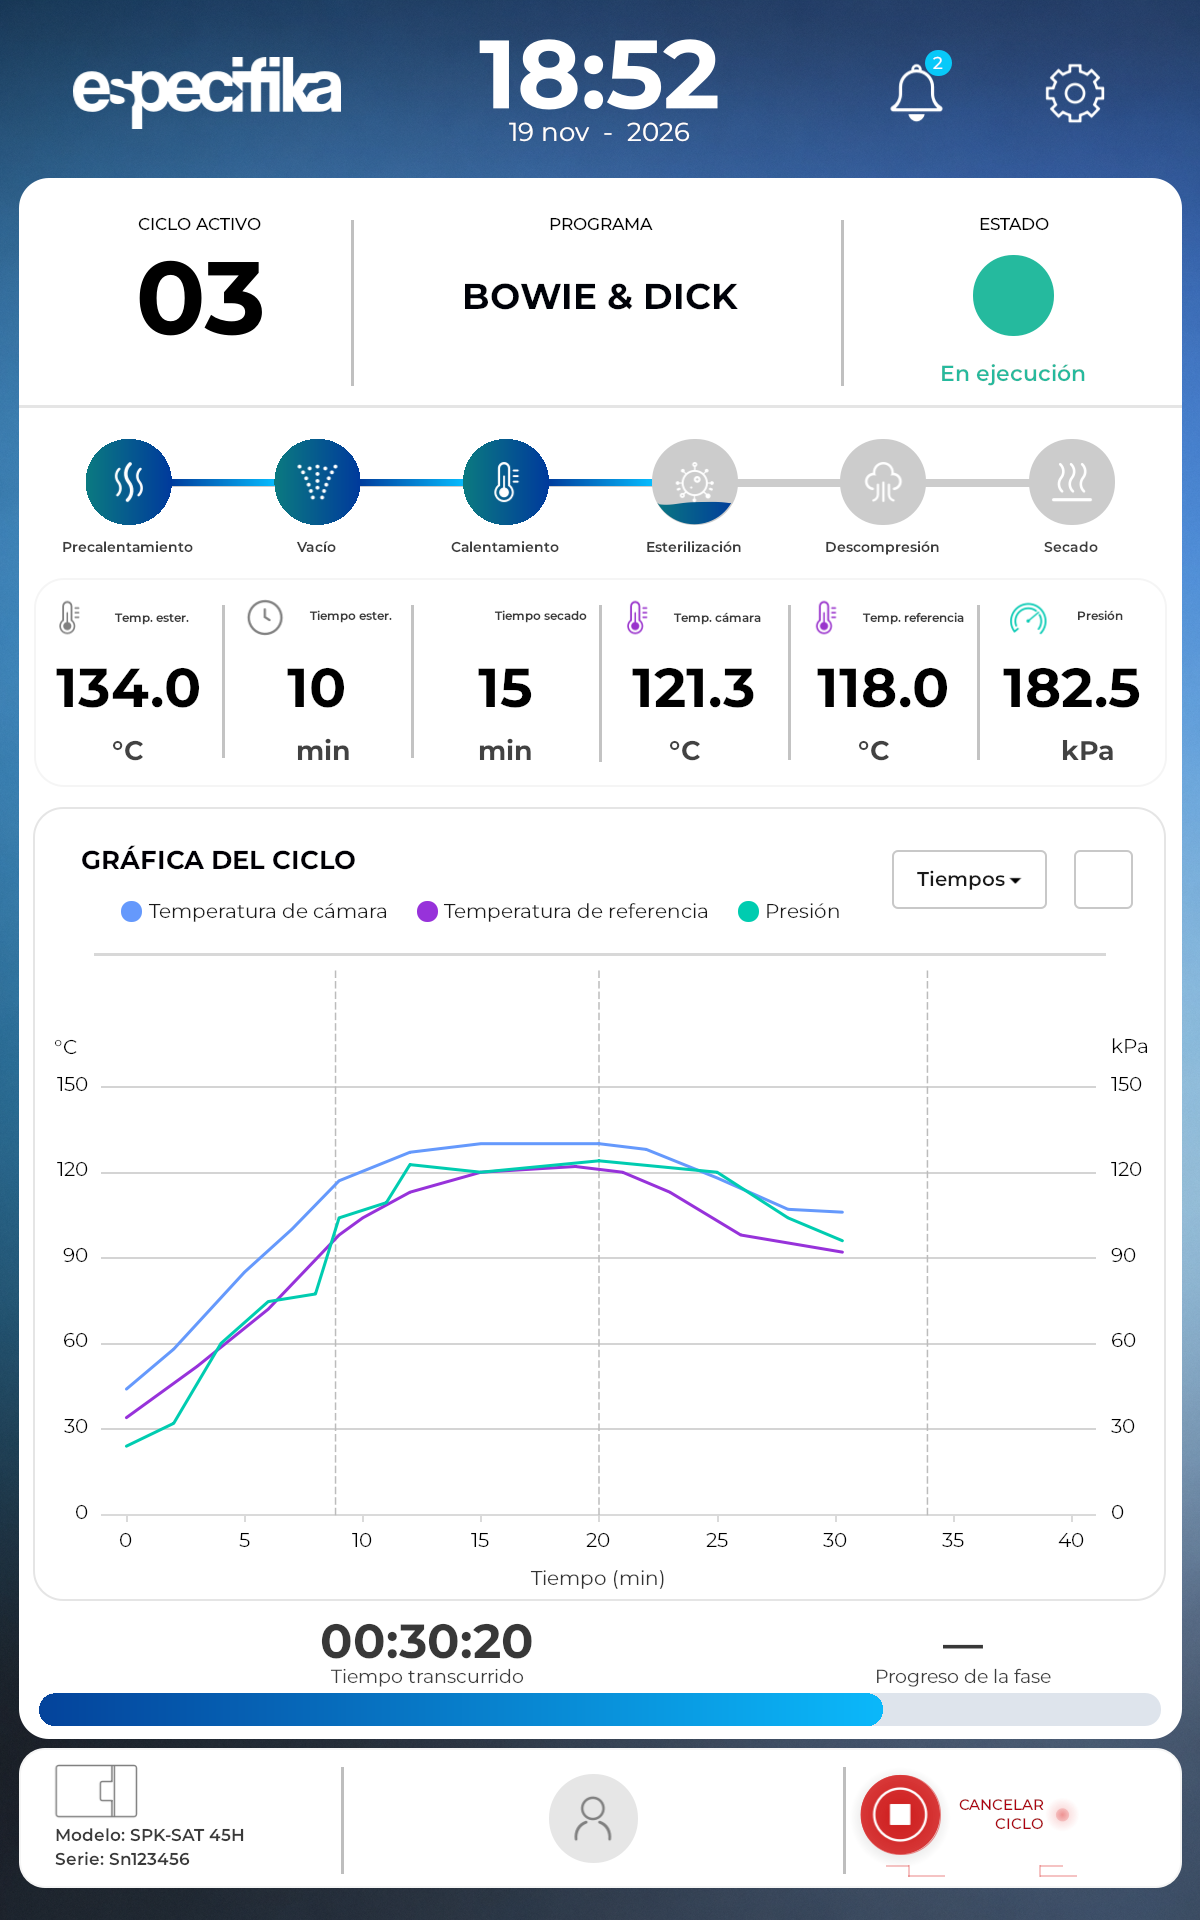 especifika
18:52
2
19 nov - 2026
CICLO ACTIVO
PROGRAMA
ESTADO
03
BOWIE & DICK
En ejecución
Precalentamiento
Vacío
Calentamiento
Esterilización
Descompresión
Secado
Temp. ester.
Tiempo ester.
Tiempo secado
Temp. cámara
Temp. referencia
Presión
134.0
10
15
121.3
118.0
182.5
°C
min
min
°C
°C
kPa
GRÁFICA DEL CICLO
Tiempos
Temperatura de cámara
Temperatura de referencia
Presión
°C
kPa
150
150
120
120
90
90
60
60
30
30
0
0
0 5 10 15 20 25 30 35 40
Tiempo (min)
00:30:20
—
Tiempo transcurrido
Progreso de la fase
Modelo: SPK-SAT 45H
Serie: Sn123456
CANCELAR
CICLO